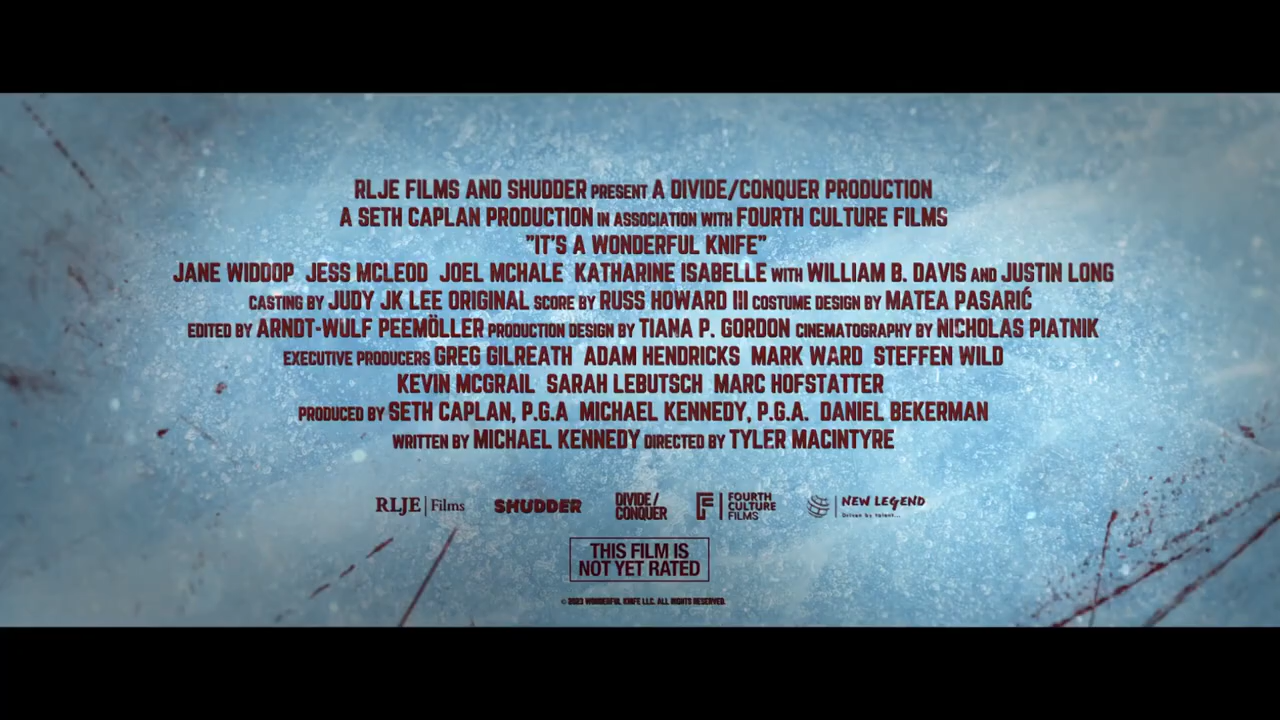 RLJE FILMS AND SHUDDER PRESENT A DIVIDE/CONQUER PRODUCTION
A SETH CAPLAN PRODUCTION IN ASSOCIATION WITH FOURTH CULTURE FILMS
"IT'S A WONDERFUL KNIFE"
JANE WIDDOP JESS MCLEOD JOEL MCHALE KATHARINE ISABELLE WITH WILLIAM B. DAVIS AND JUSTIN LONG
CASTING BY JUDY JK LEE ORIGINAL SCORE BY RUSS HOWARD III COSTUME DESIGN BY MATEA PASARIĆ
EDITED BY ARNDT-WULF PEEMÖLLER PRODUCTION DESIGN BY TIANA P. GORDON CINEMATOGRAPHY BY NICHOLAS PIATNIK
EXECUTIVE PRODUCERS GREG GILREATH ADAM HENDRICKS MARK WARD STEFFEN WILD
KEVIN MCGRAIL SARAH LEBUTSCH MARC HOFSTATTER
PRODUCED BY SETH CAPLAN, P.G.A MICHAEL KENNEDY, P.G.A. DANIEL BEKERMAN
WRITTEN BY MICHAEL KENNEDY DIRECTED BY TYLER MACINTYRE
RLJE Films
SHUDDER
DIVIDE/
CONQUER
FOURTH
CULTURE
FILMS
NEW LEGEND
Driven by talent...
THIS FILM IS
NOT YET RATED
© 2023 WONDERFUL KNIFE LLC. ALL RIGHTS RESERVED.